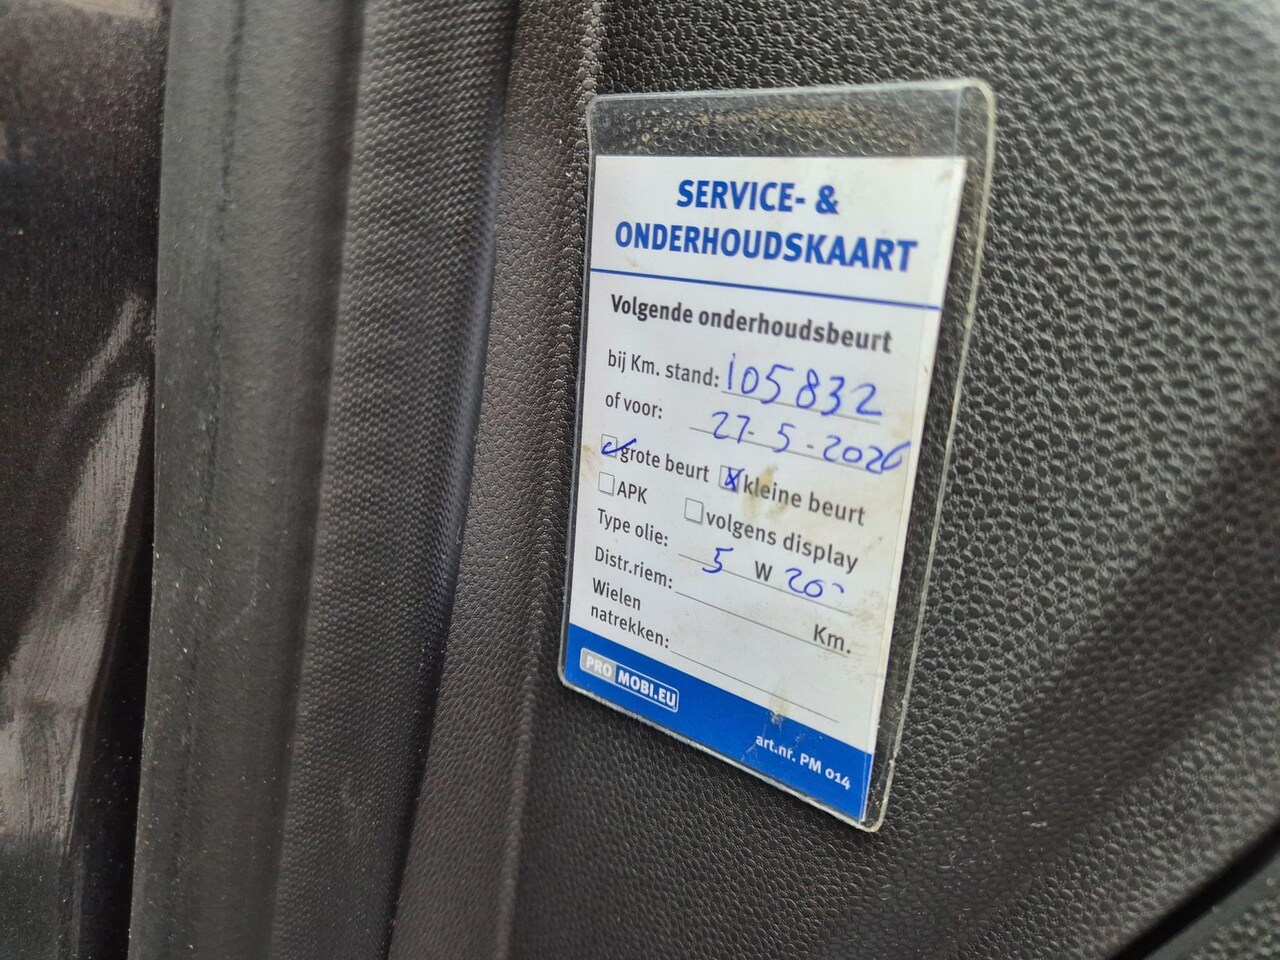 SERVICE- &
ONDERHOUDSKAART
Volgende onderhoudsbeurt
bij Km. stand: 105832
of voor: 27-5-2026
grote beurt kleine beurt
APK volgens display
Type olie: 5 W 20
Distr.riem: Km.
Wielen
natrekken:
PRO MOBI.EU
art.nr. PM 014